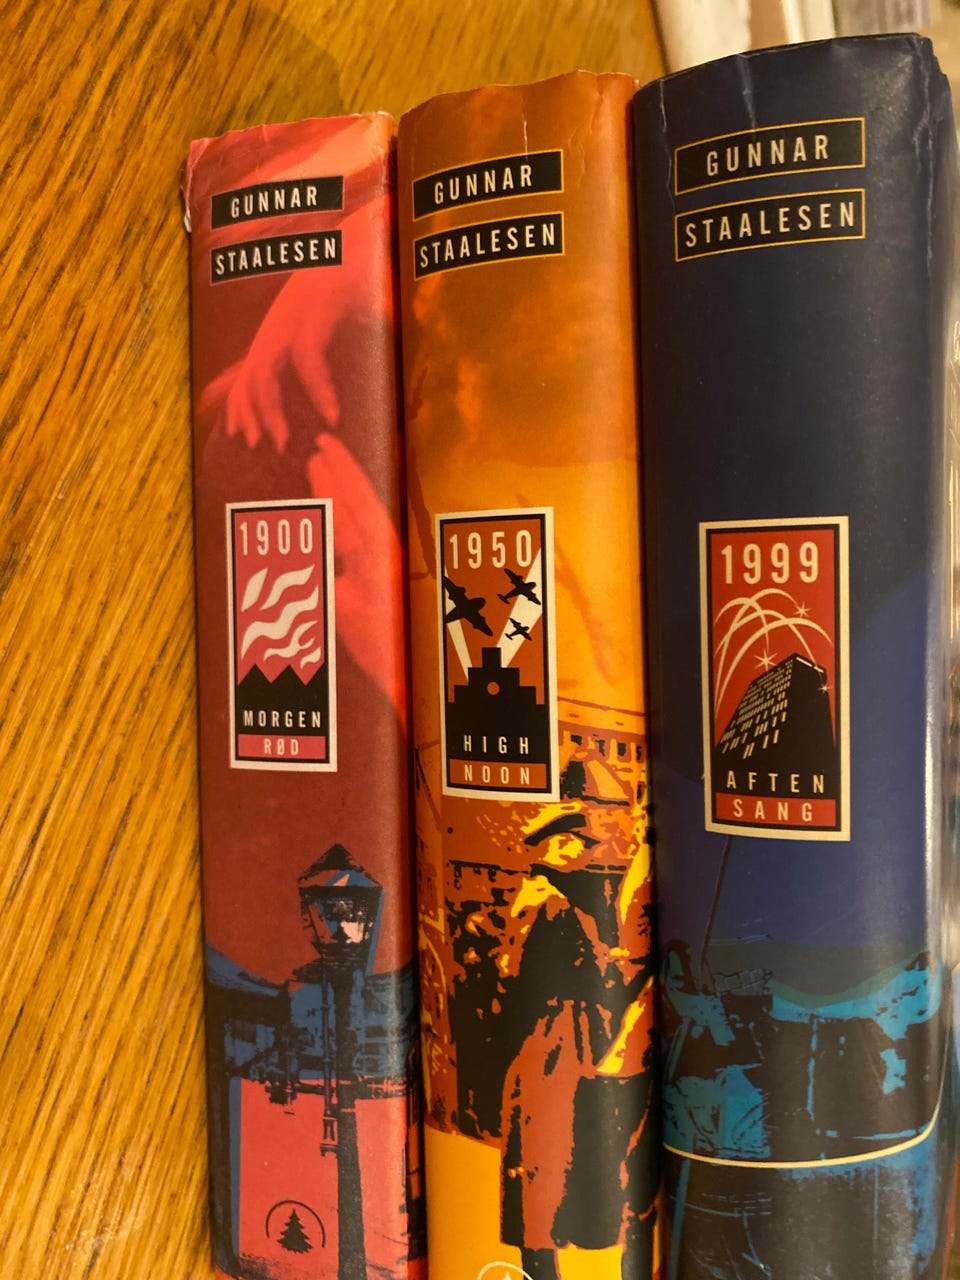 GUNNAR
STAALESEN
1900
MORGEN
RØD
GUNNAR
STAALESEN
1950
HIGH
NOON
GUNNAR
STAALESEN
1999
AFTEN
SANG